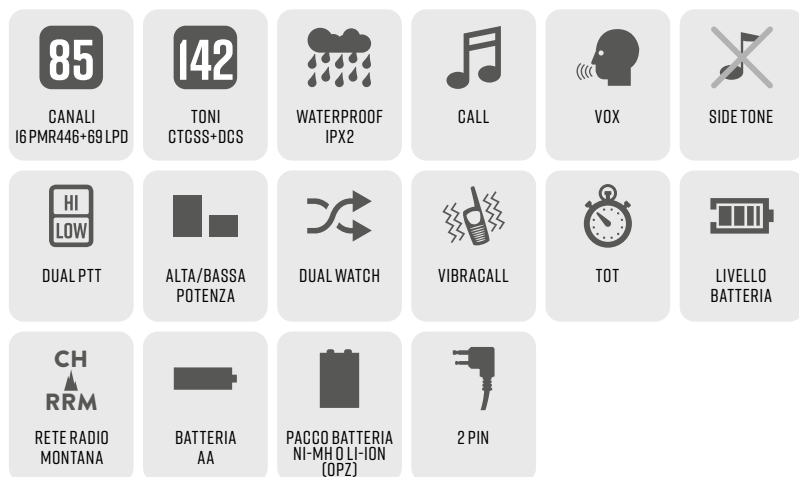 85
CANALI
16 PMR446+69 LPD
142
TONI
CTCSS+DCS
WATERPROOF
IPX2
CALL
VOX
SIDE TONE
HI
LOW
DUAL PTT
ALTA/BASSA
POTENZA
DUAL WATCH
VIBRACALL
TOT
LIVELLO
BATTERIA
CH
RRM
RETE RADIO
MONTANA
BATTERIA
AA
PACCO BATTERIA
NI-MH O LI-ION
(OPZ)
2 PIN